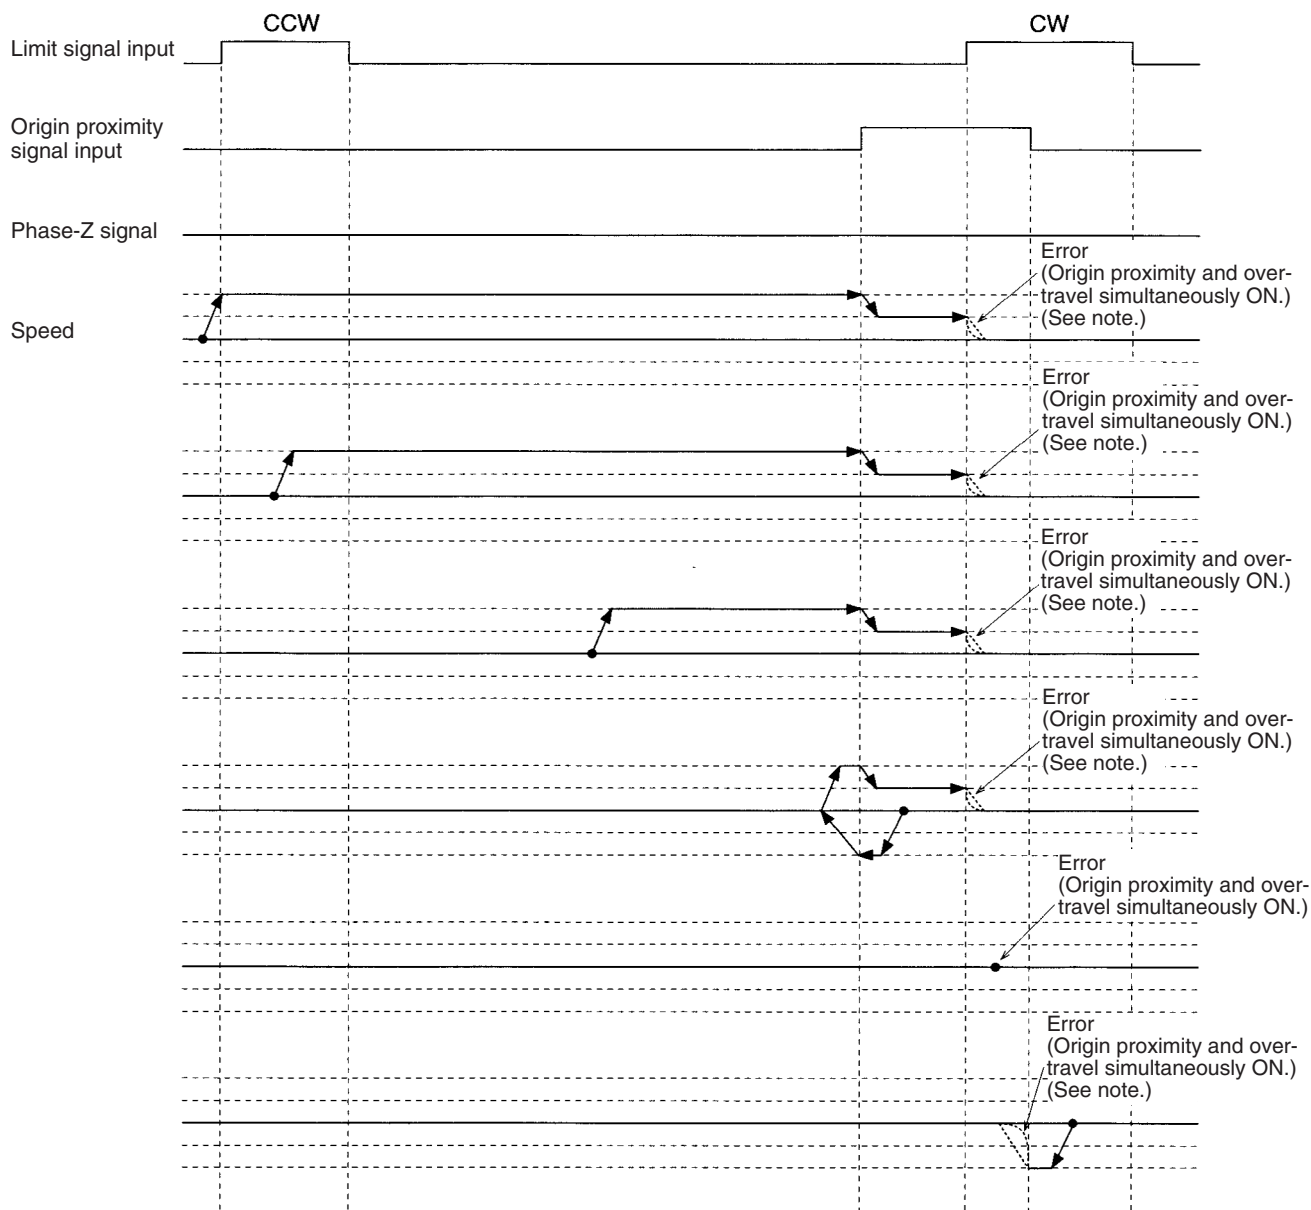 CCW
CW
Limit signal input
Origin proximity
signal input
Phase-Z signal
Error
(Origin proximity and over-
travel simultaneously ON.)
(See note.)
Speed
Error
(Origin proximity and over-
travel simultaneously ON.)
(See note.)
Error
(Origin proximity and over-
travel simultaneously ON.)
(See note.)
Error
(Origin proximity and over-
travel simultaneously ON.)
(See note.)
Error
(Origin proximity and over-
travel simultaneously ON.)
Error
(Origin proximity and over-
travel simultaneously ON.)
(See note.)